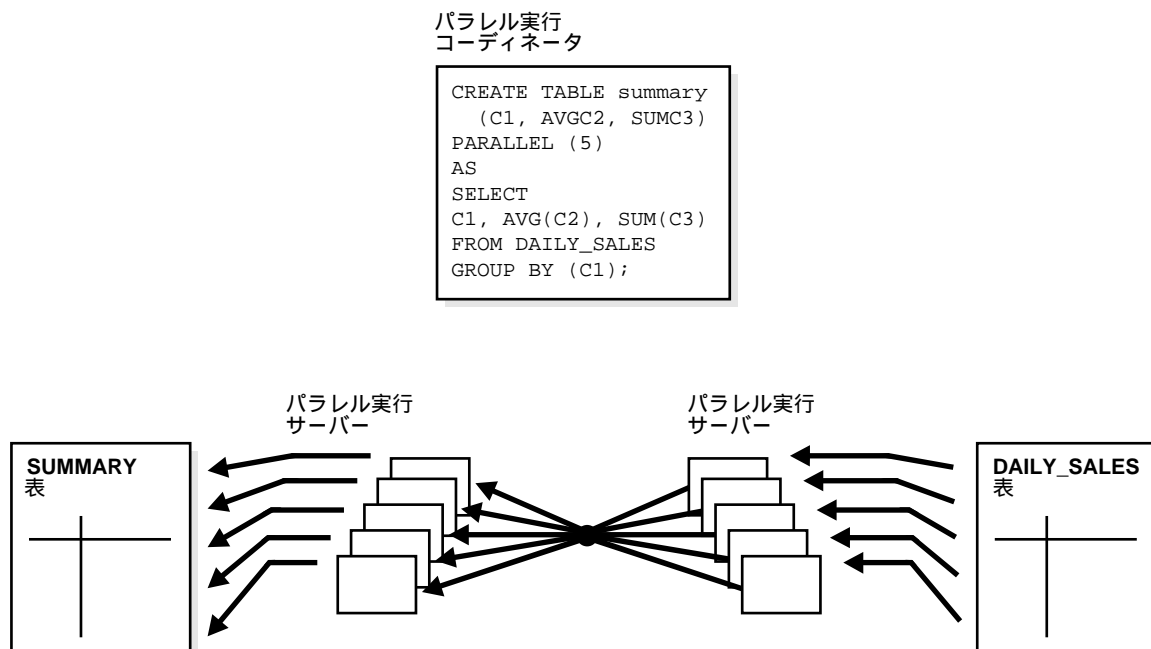 パラレル実行
コーディネータ
CREATE TABLE summary
(C1, AVGC2, SUMC3)
PARALLEL (5)
AS
SELECT
C1, AVG(C2), SUM(C3)
FROM DAILY_SALES
GROUP BY (C1);
パラレル実行
サーバー
パラレル実行
サーバー
SUMMARY
表
DAILY_SALES
表